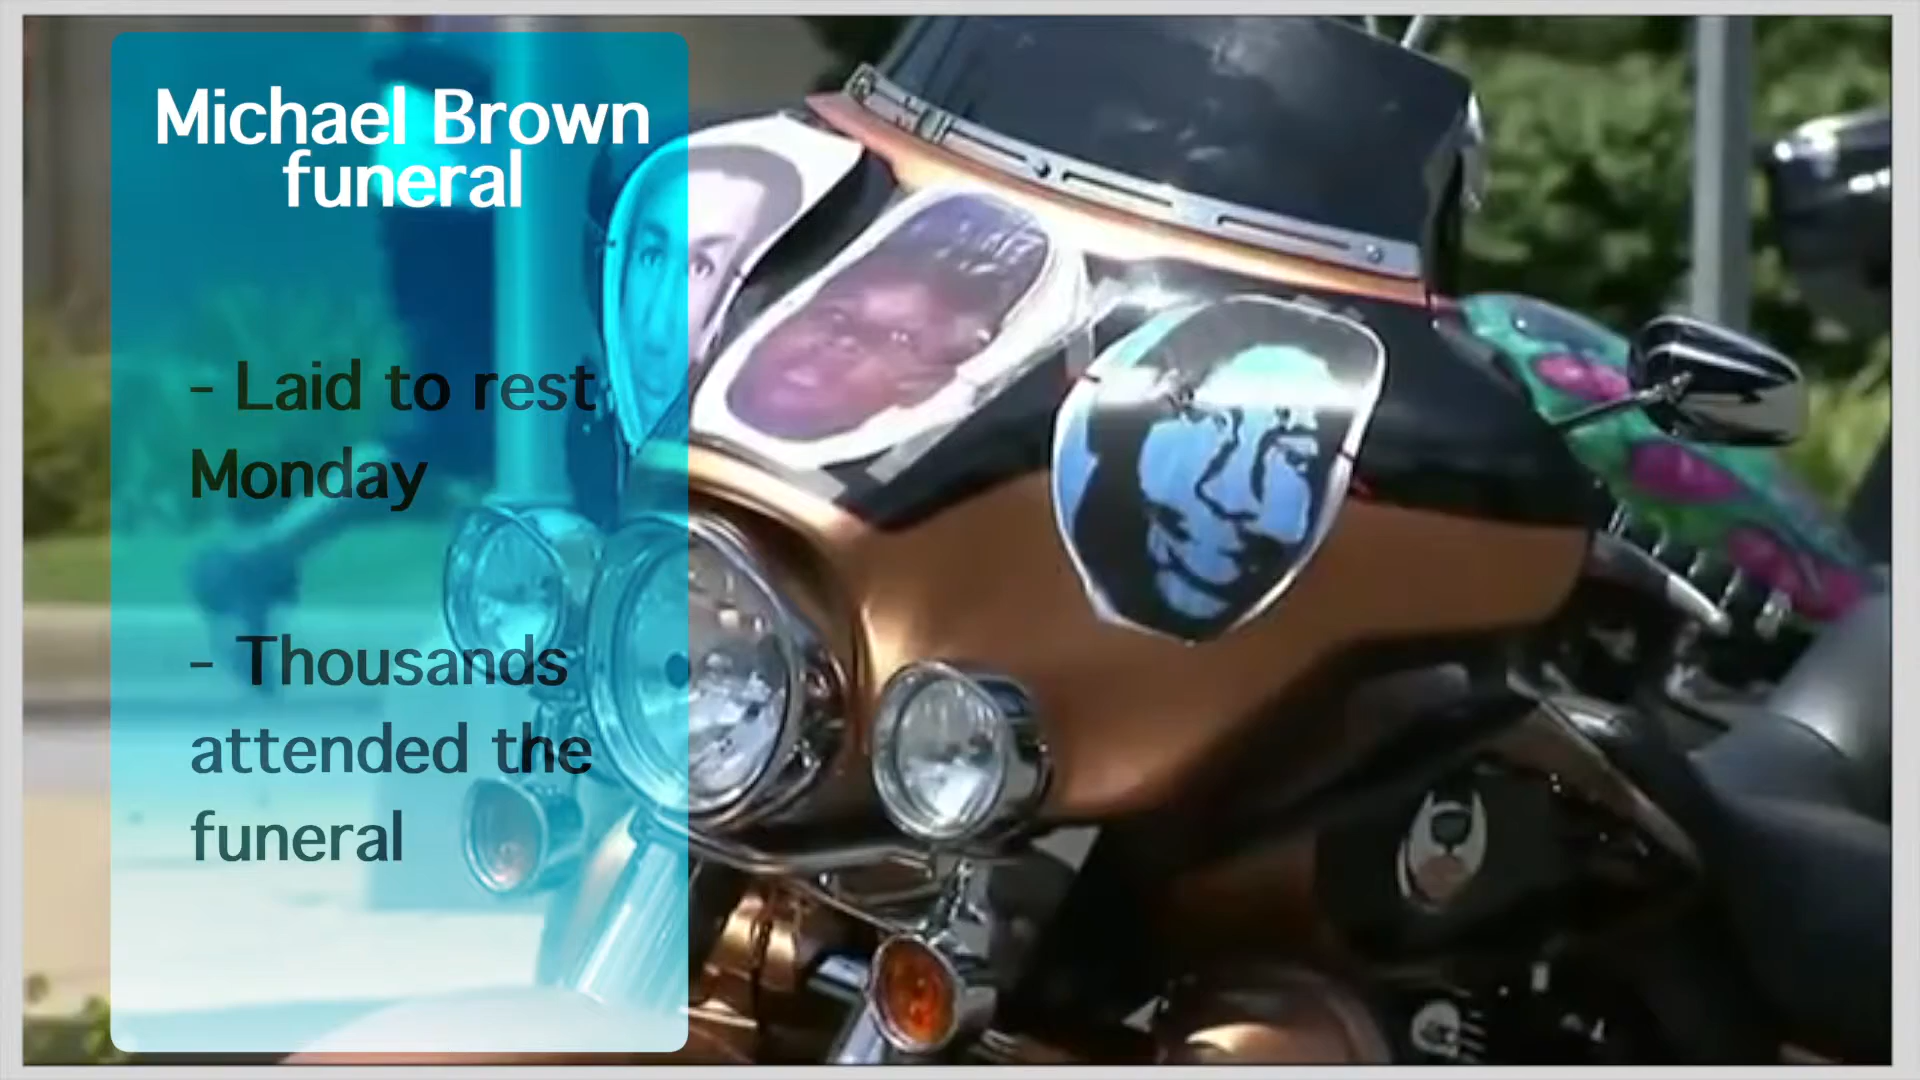 Michael Brown
funeral
- Laid to rest
Monday
- Thousands
attended the
funeral